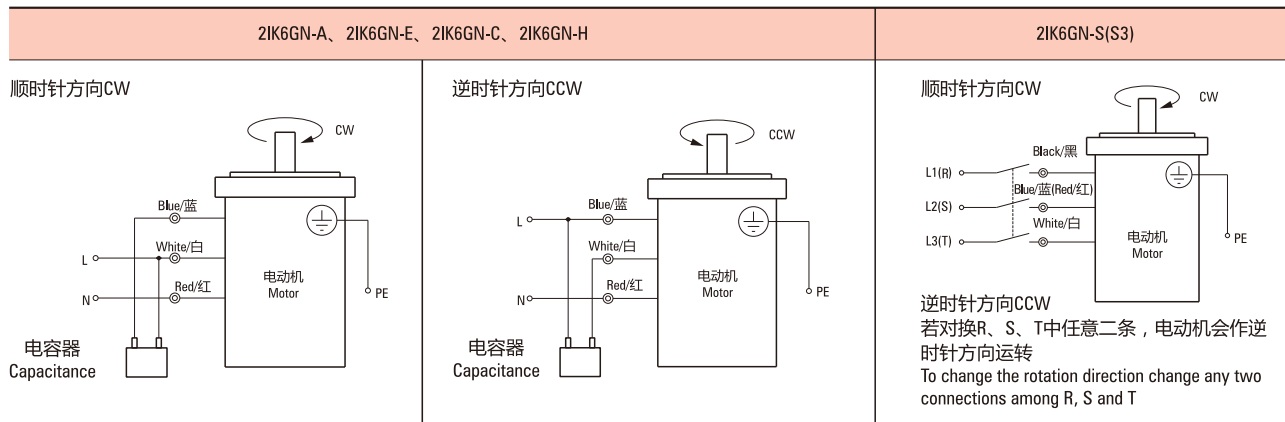 2IK6GN-A、2IK6GN-E、2IK6GN-C、2IK6GN-H
2IK6GN-S(S3)
顺时针方向CW
CW
Blue/蓝
White/白
L
Red/红
N
电动机
Motor
PE
电容器
Capacitance
逆时针方向CCW
CCW
Blue/蓝
L
White/白
Red/红
N
电动机
Motor
PE
电容器
Capacitance
顺时针方向CW
CW
Black/黑
L1(R)
Blue/蓝(Red/红)
L2(S)
White/白
L3(T)
电动机
Motor
PE
逆时针方向CCW
若对换R、S、T中任意二条，电动机会作逆
时针方向运转
To change the rotation direction change any two
connections among R, S and T